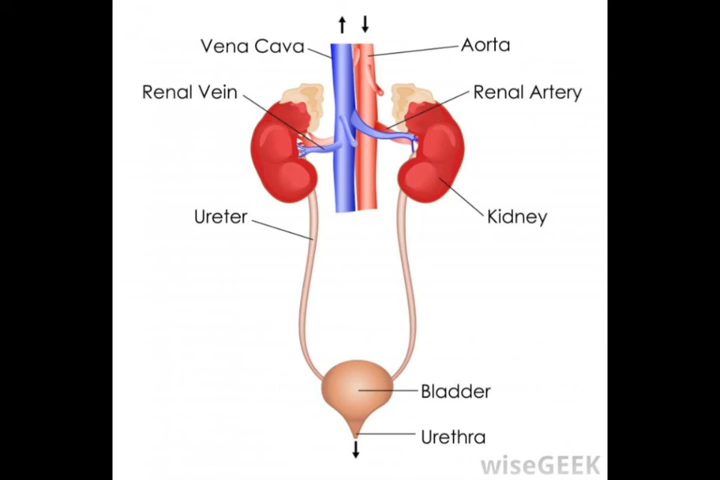 Vena Cava
Aorta
Renal Vein
Renal Artery
Ureter
Kidney
Bladder
Urethra
wiseGEEK